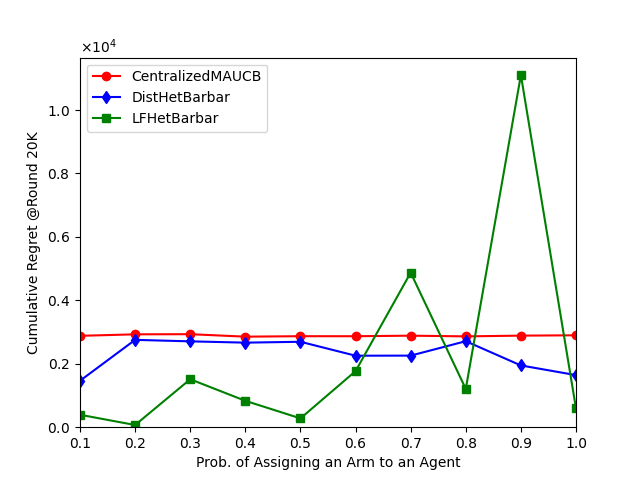 ×10⁴
CentralizedMAUCB
DistHetBarbar
LFHetBarbar
1.0
0.8
0.6
0.4
0.2
0.0
Cumulative Regret @Round 20K
0.1 0.2 0.3 0.4 0.5 0.6 0.7 0.8 0.9 1.0
Prob. of Assigning an Arm to an Agent